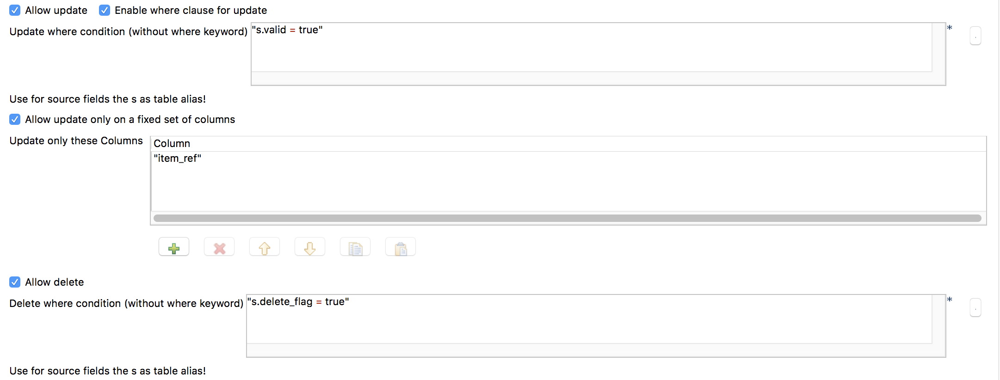 Allow update Enable where clause for update
Update where condition (without where keyword) "s.valid = true" *
Use for source fields the s as table alias!
Allow update only on a fixed set of columns
Update only these Columns Column
"item_ref"
Allow delete
Delete where condition (without where keyword) "s.delete_flag = true" *
Use for source fields the s as table alias!